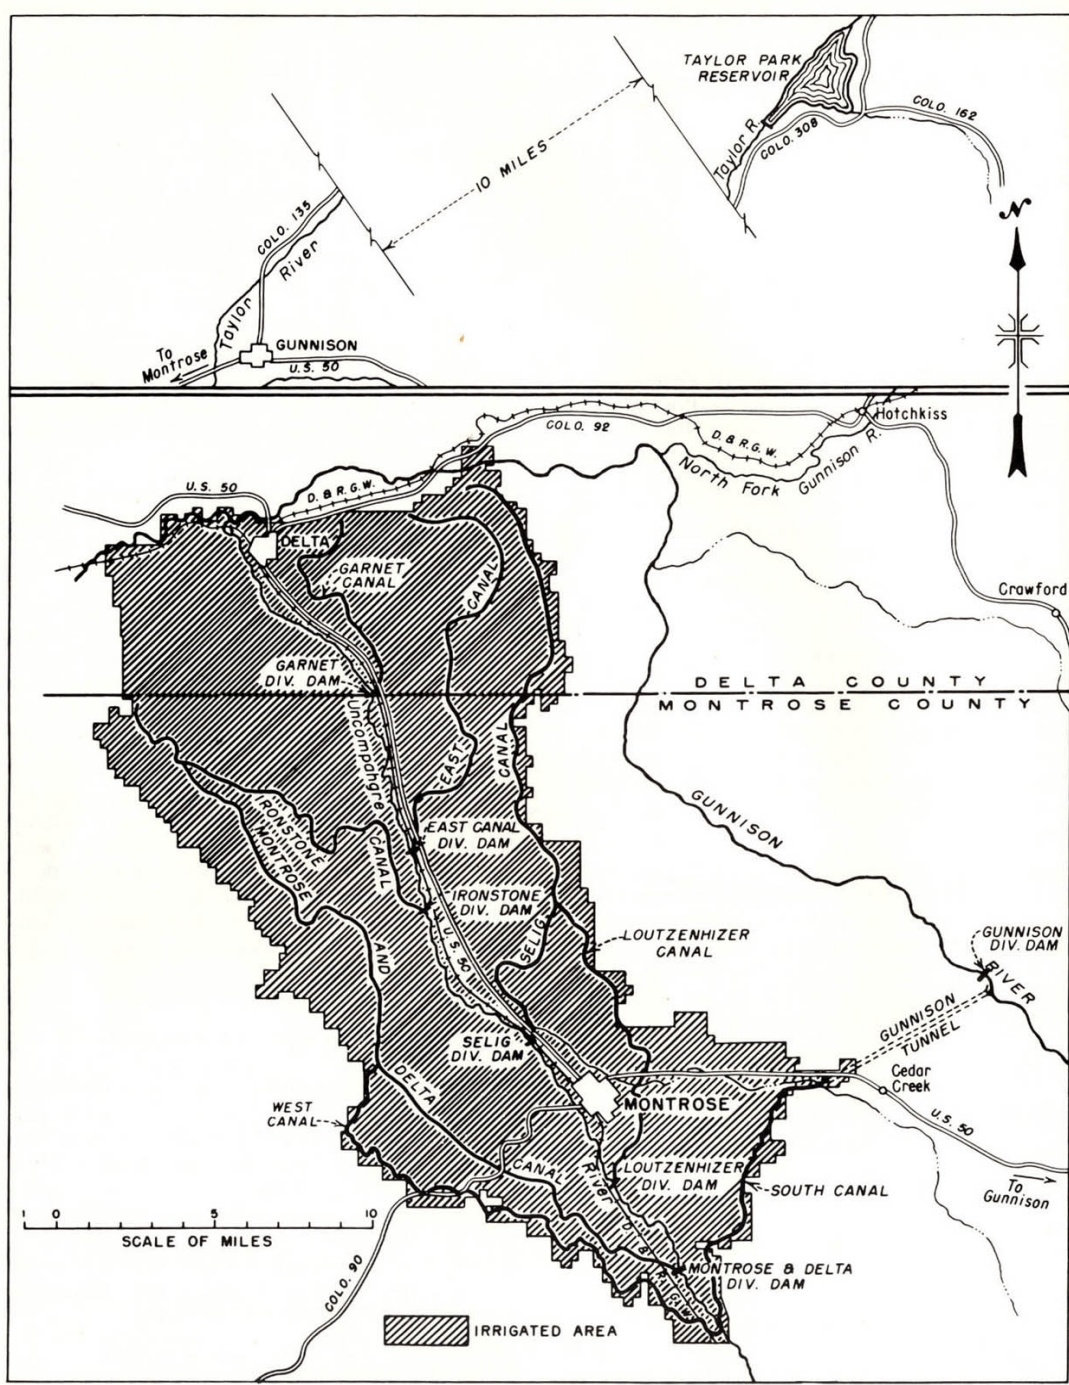 TAYLOR PARK
RESERVOIR
COLO. 162
COLO. 308
Taylor R.
10 MILES
COLO. 135
Taylor River
N
To
Montrose
GUNNISON
U.S. 50
Hotchkiss
COLO. 92
D. & R.G.W.
North Fork Gunnison R.
U.S. 50
D. & R.G.W.
DELTA
GARNET
CANAL
CANAL
Crawford
GARNET
DIV. DAM
DELTA COUNTY
MONTROSE COUNTY
Uncompahgre
EAST
CANAL
IRONSTONE
MONTROSE
CANAL
EAST CANAL
DIV. DAM
GUNNISON
IRONSTONE
DIV. DAM
U.S. 50
SELIG
AND
LOUTZENHIZER
CANAL
GUNNISON
DIV. DAM
RIVER
GUNNISON
TUNNEL
SELIG
DIV. DAM
DELTA
Cedar
Creek
WEST
CANAL
MONTROSE
U.S. 50
CANAL
River
LOUTZENHIZER
DIV. DAM
SOUTH CANAL
To
Gunnison
1 0 5 10
SCALE OF MILES
D. & R.G.W.
MONTROSE & DELTA
DIV. DAM
COLO. 90
IRRIGATED AREA